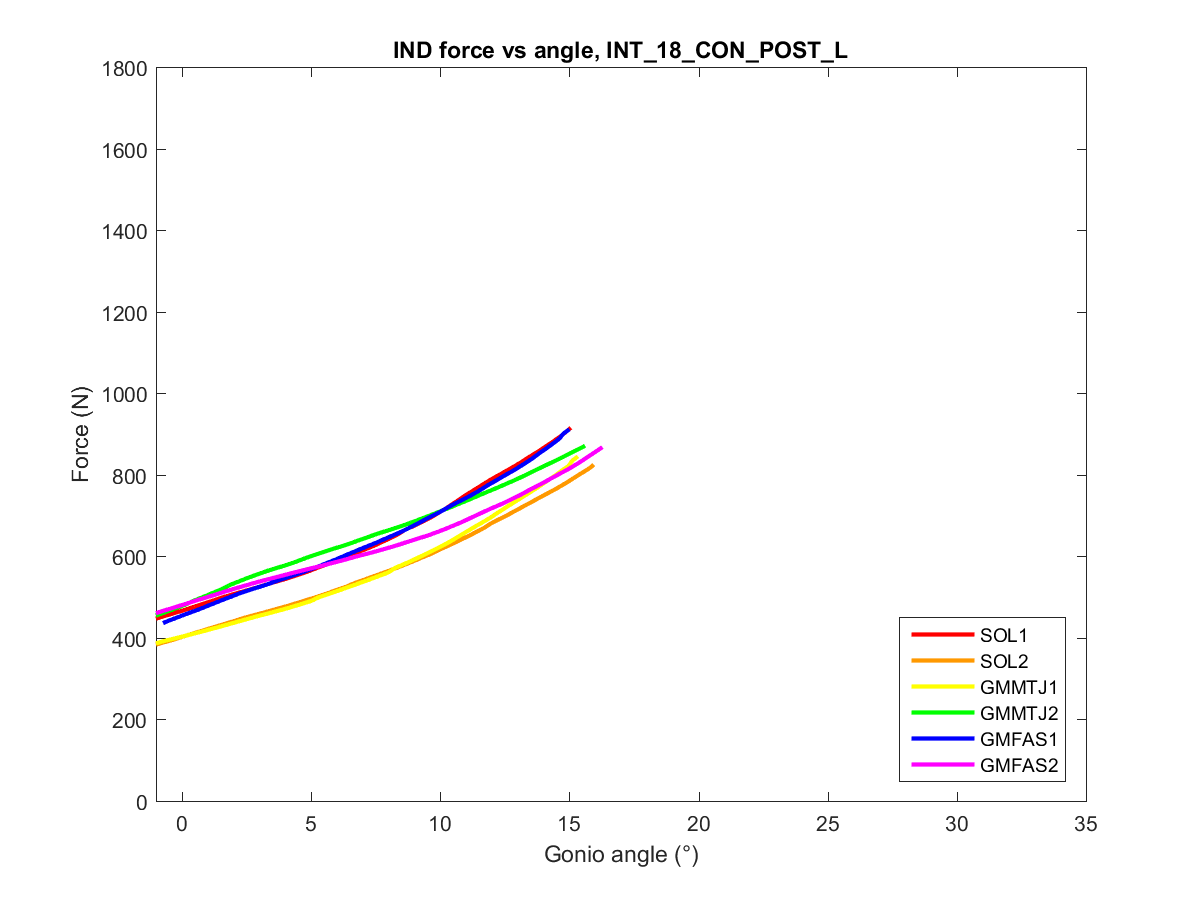 IND force vs angle, INT_18_CON_POST_L
1800
1600
1400
1200
1000
800
600
400
200
0
Force (N)
0 5 10 15 20 25 30 35
Gonio angle (°)
SOL1
SOL2
GMMTJ1
GMMTJ2
GMFAS1
GMFAS2